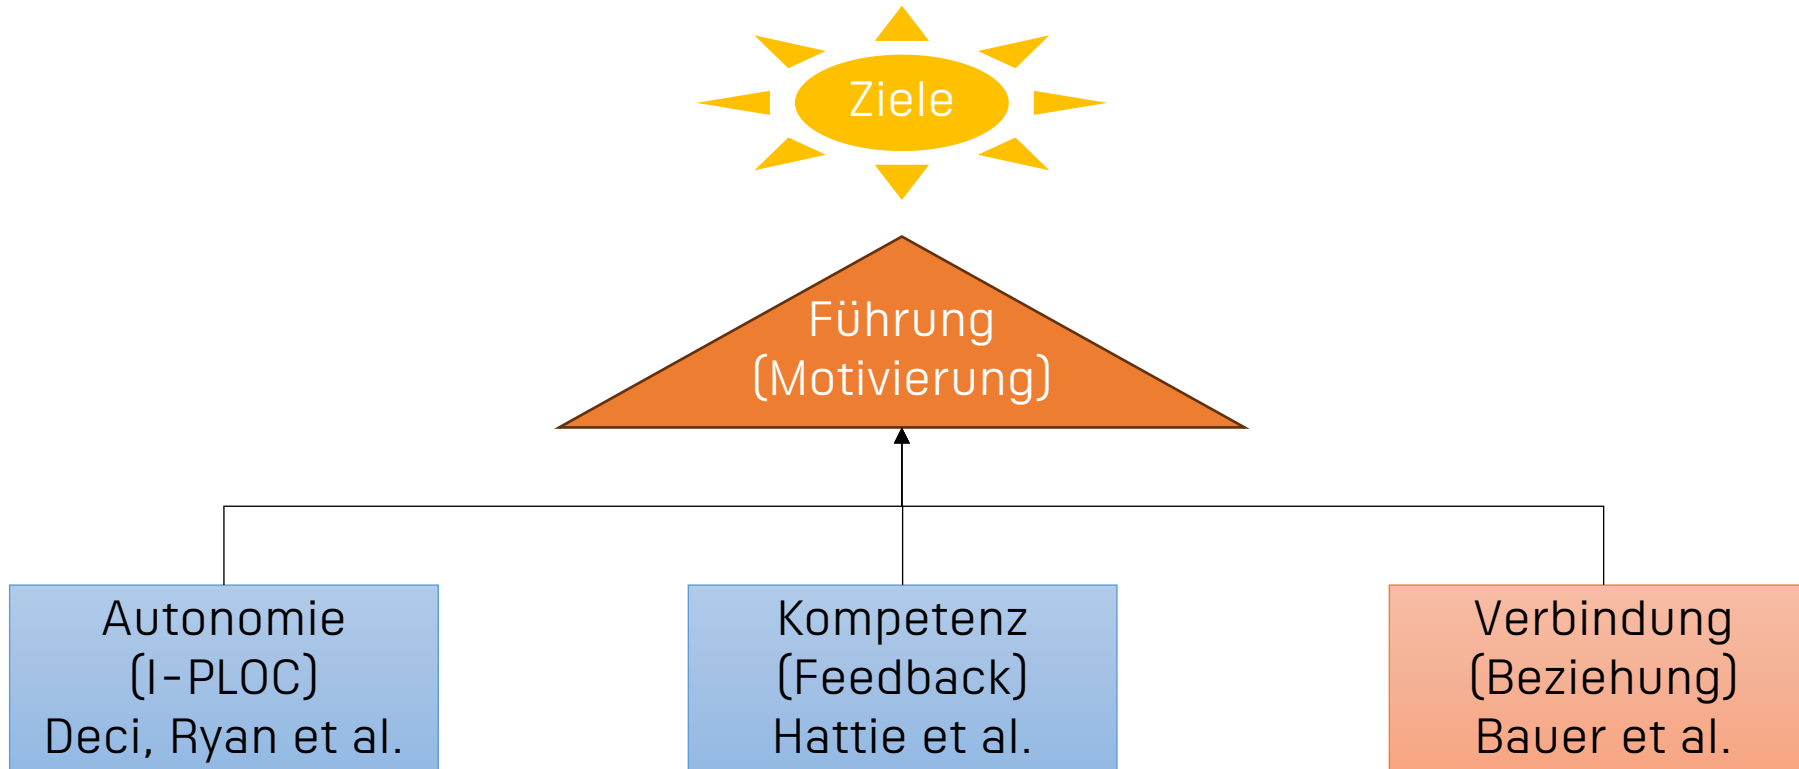 Ziele
Führung
(Motivierung)
Autonomie
(I-PLOC)
Deci, Ryan et al.
Kompetenz
(Feedback)
Hattie et al.
Verbindung
(Beziehung)
Bauer et al.